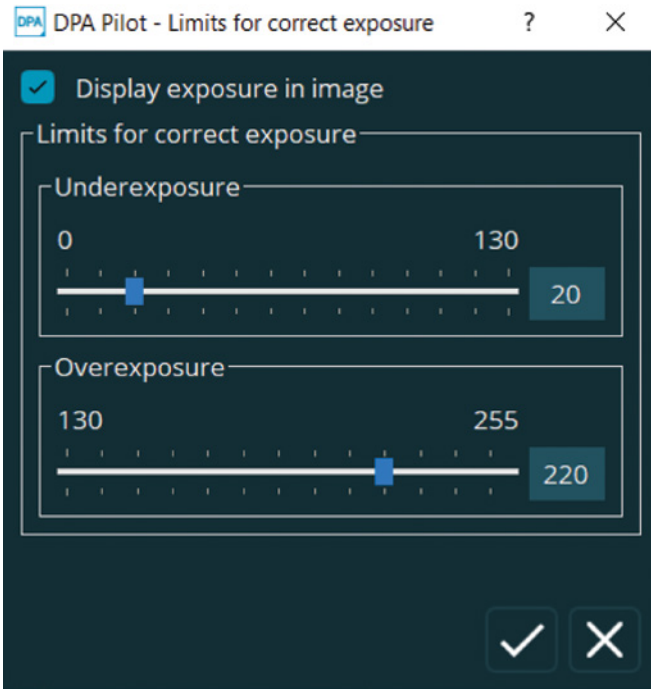 DPA DPA Pilot - Limits for correct exposure ?
Display exposure in image
Limits for correct exposure
Underexposure
0 130
20
Overexposure
130 255
220